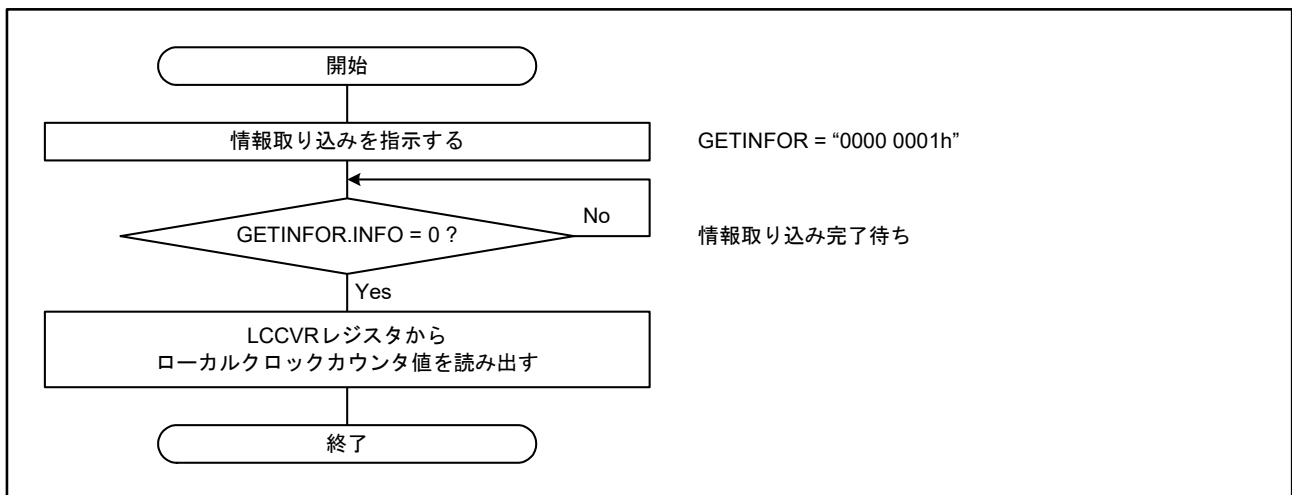 開始
情報取り込みを指示する
GETINFOR = “0000 0001h”
GETINFOR.INFO = 0 ?
No
情報取り込み完了待ち
Yes
LCCVRレジスタから
ローカルクロックカウンタ値を読み出す
終了